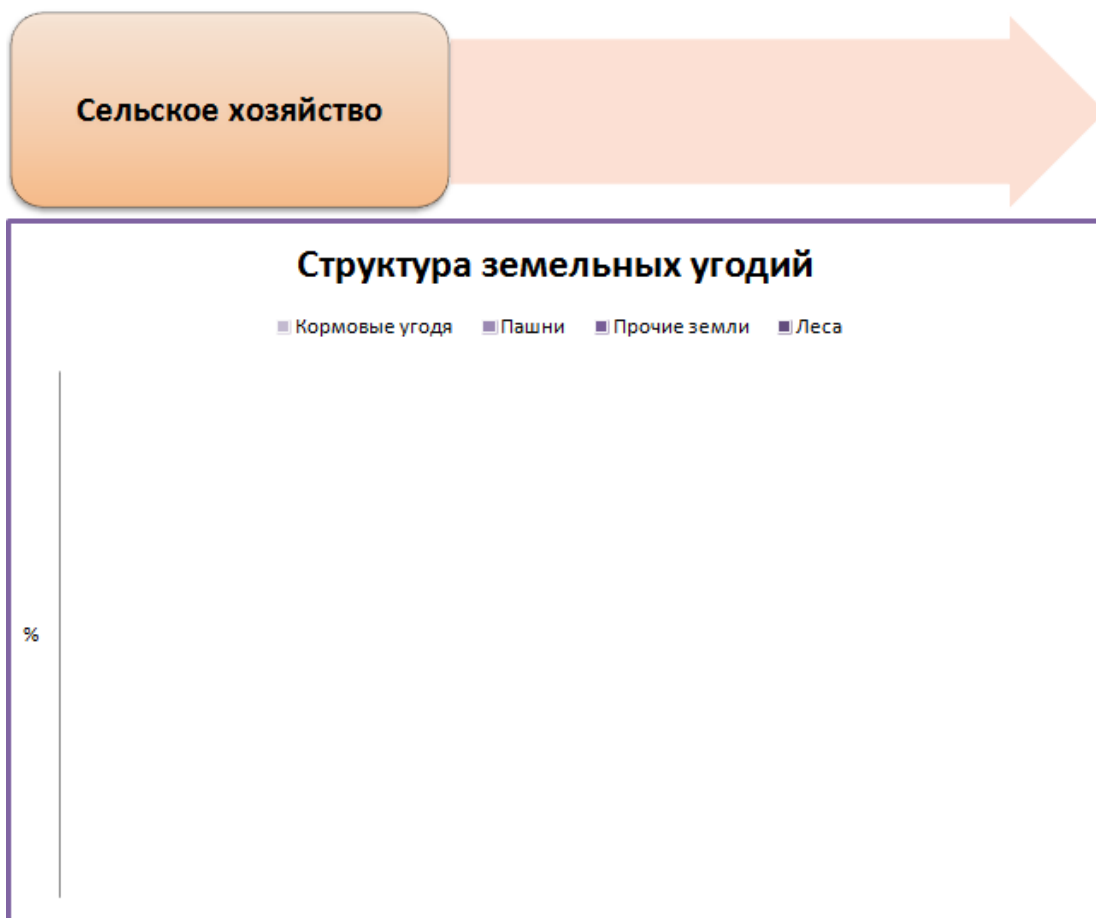 Сельское хозяйство
Структура земельных угодий
Кормовые угодя Пашни Прочие земли Леса
%